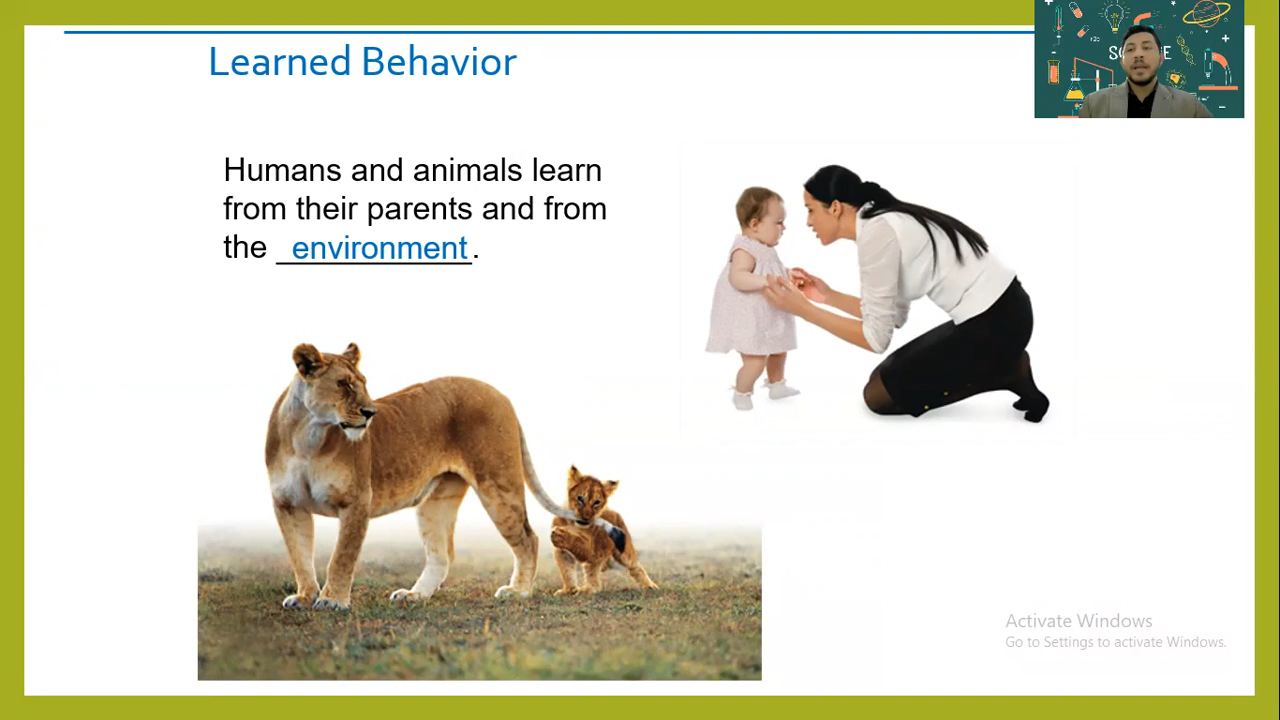 Learned Behavior
Humans and animals learn
from their parents and from
the environment.
Activate Windows
Go to Settings to activate Windows.